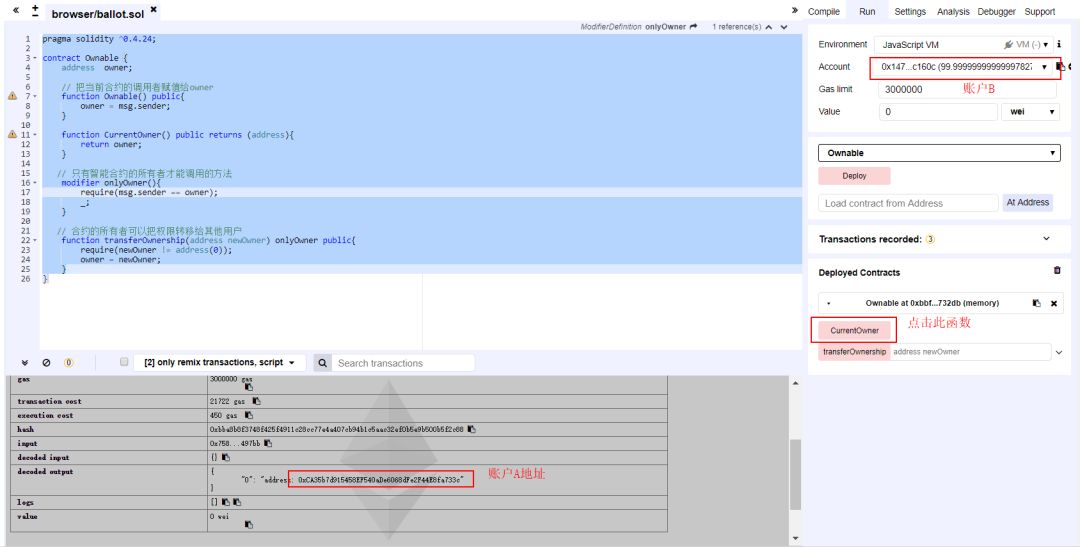 browser/ballot.sol
ModifierDefinition onlyOwner 1 reference(s)
1 pragma solidity ^0.4.24;
2
3 contract Ownable {
4 address owner;
5
6 // 把当前合约的调用者赋值给owner
7 function Ownable() public{
8 owner = msg.sender;
9 }
10
11 function CurrentOwner() public returns (address){
12 return owner;
13 }
14
15 // 只有智能合约的所有者才能调用的方法
16 modifier onlyOwner(){
17 require(msg.sender == owner);
18 _;
19 }
20
21 // 合约的所有者可以把权限转移给其他用户
22 function transferOwnership(address newOwner) onlyOwner public{
23 require(newOwner != address(0));
24 owner = newOwner;
25 }
26 }
Compile Run Settings Analysis Debugger Support
Environment JavaScript VM VM (-)
Account 0x147...c160c (99.99999999999997827
账户B
Gas limit 3000000
Value 0 wei
Ownable
Deploy
Load contract from Address At Address
Transactions recorded: 3
Deployed Contracts
Ownable at 0xbbf...732db (memory)
CurrentOwner 点击此函数
transferOwnership address newOwner
0 [2] only remix transactions, script Search transactions
gas 3000000 gas
transaction cost 21722 gas
execution cost 450 gas
hash
input 0x758...497bb
decoded input {}
decoded output {
"0": "address: 0xCA35b7d915458EF540aDe6068dFe2F44E8fa733c"
}
账户A地址
logs []
value 0 wei